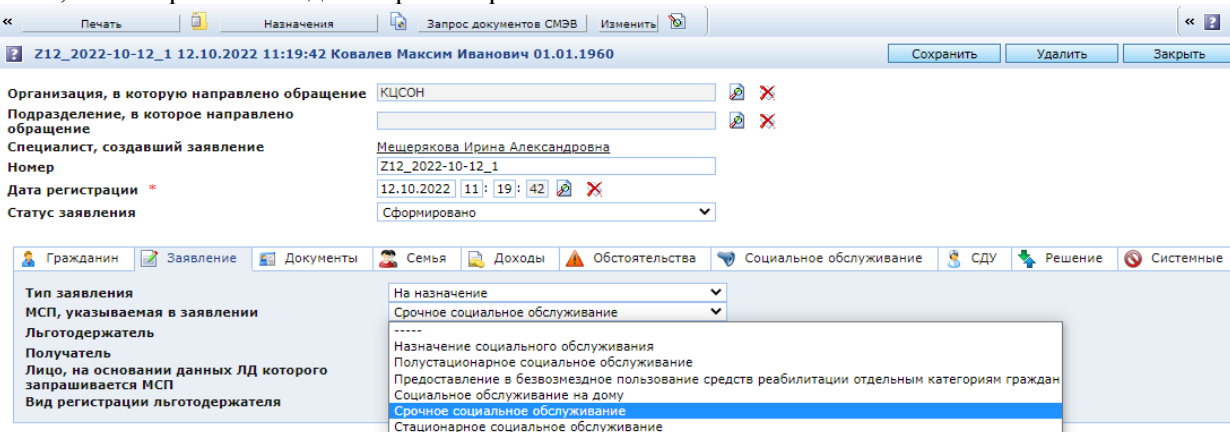 « Печать Назначения Запрос документов СМЭВ Изменить « ?
? Z12_2022-10-12_1 12.10.2022 11:19:42 Ковалев Максим Иванович 01.01.1960 Сохранить Удалить Закрыть
Организация, в которую направлено обращение КЦСОН
Подразделение, в которое направлено
обращение
Специалист, создавший заявление Мещерякова Ирина Александровна
Номер Z12_2022-10-12_1
Дата регистрации * 12.10.2022 11 : 19 : 42
Статус заявления Сформировано
Гражданин Заявление Документы Семья Доходы Обстоятельства Социальное обслуживание СДУ Решение Системные
Тип заявления На назначение
МСП, указываемая в заявлении Срочное социальное обслуживание
Льготодержатель -----
Назначение социального обслуживания
Получатель Полустационарное социальное обслуживание
Лицо, на основании данных ЛД которого
запрашивается МСП Предоставление в безвозмездное пользование средств реабилитации отдельным категориям граждан
Социальное обслуживание на дому
Вид регистрации льготодержателя Срочное социальное обслуживание
Стационарное социальное обслуживание